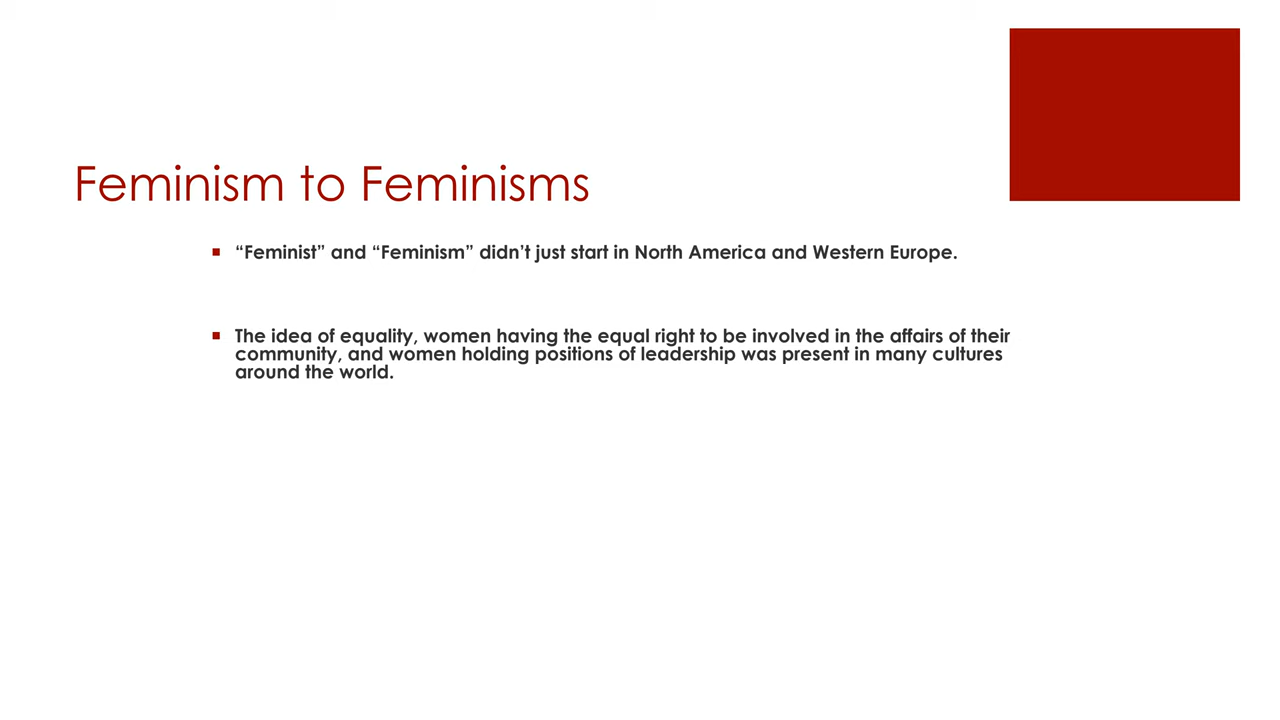 Feminism to Feminisms
“Feminist” and “Feminism” didn’t just start in North America and Western Europe.
The idea of equality, women having the equal right to be involved in the affairs of their
community, and women holding positions of leadership was present in many cultures
around the world.